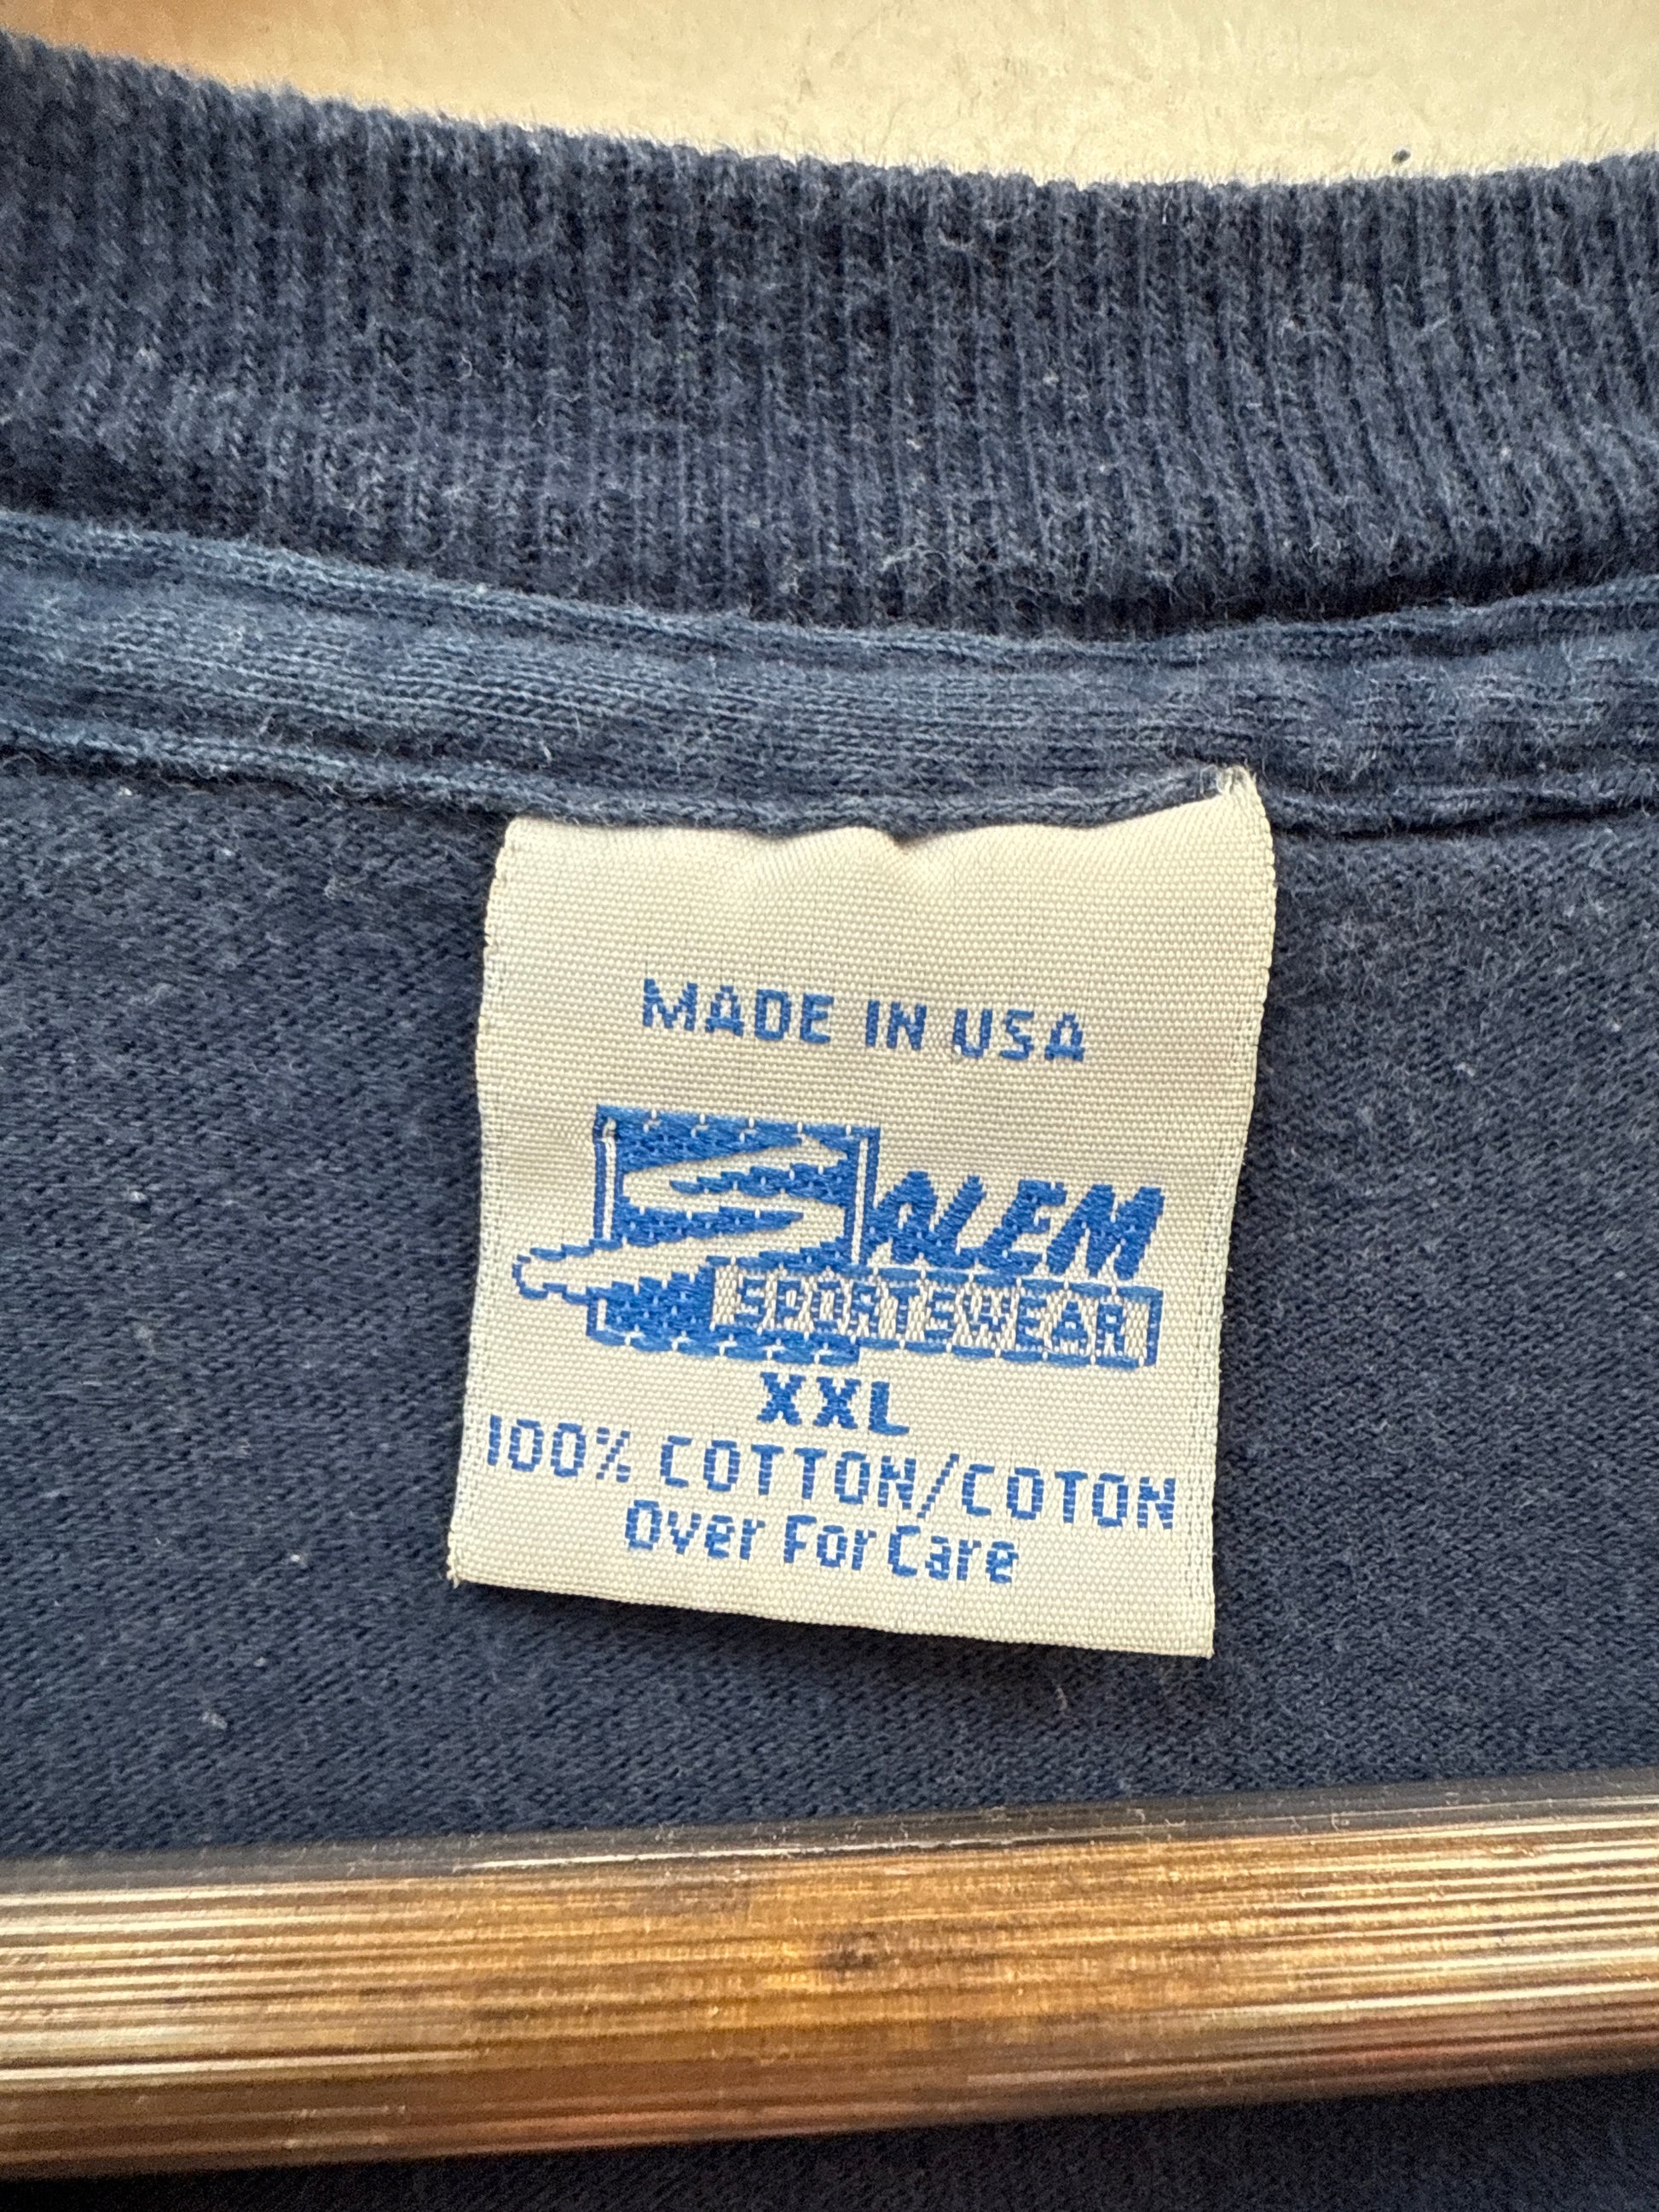 MADE IN USA
SALEM
SPORTSWEAR
XXL
100% COTTON/COTON
Over For Care